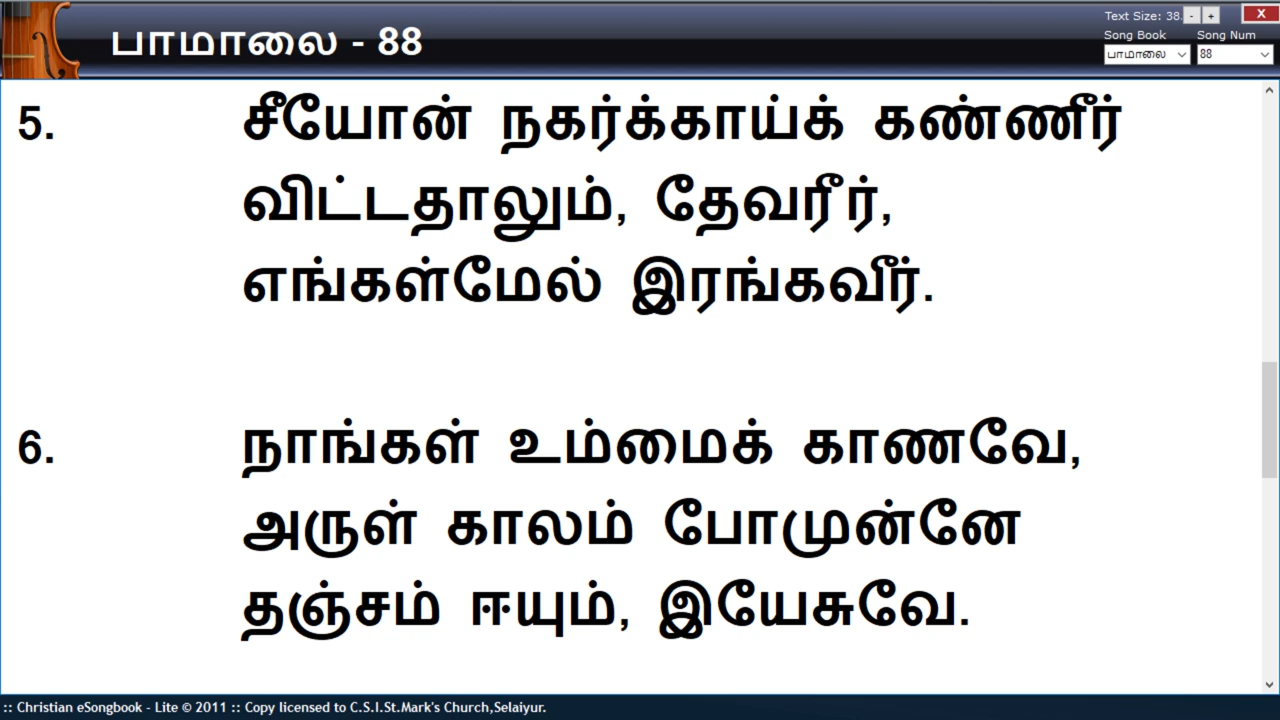 பாமாலை - 88
Text Size: 38. - +
X
Song Book Song Num
பாமாலை 88
5. சீயோன் நகர்க்காய்க் கண்ணீர்
விட்டதாலும், தேவரீர்,
எங்கள்மேல் இரங்கவீர்.
6. நாங்கள் உம்மைக் காணவே,
அருள் காலம் போமுன்னே
தஞ்சம் ஈயும், இயேசுவே.
:: Christian eSongbook - Lite © 2011 :: Copy licensed to C.S.I.St.Mark's Church,Selaiyur.